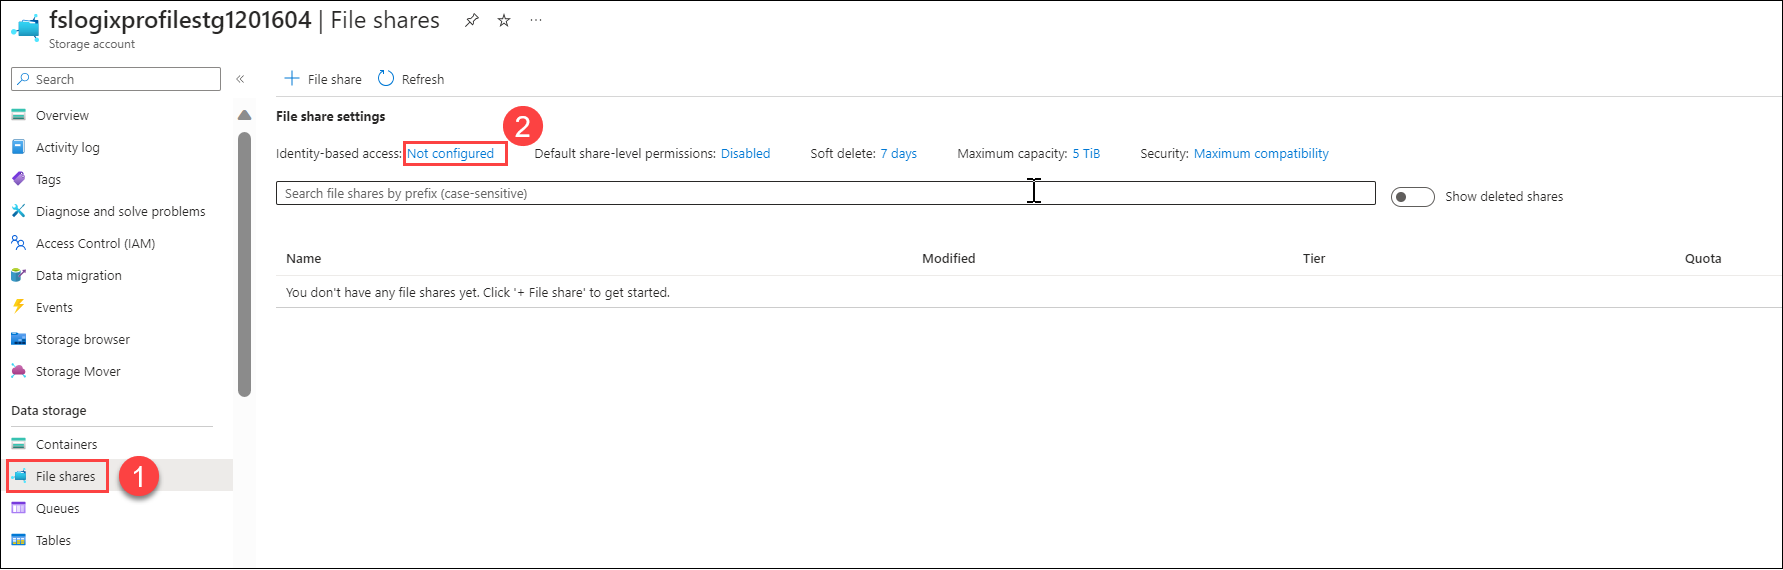 fslogixprofilestg1201604 | File shares
Storage account
Search
File share
Refresh
Overview
Activity log
Tags
Diagnose and solve problems
Access Control (IAM)
Data migration
Events
Storage browser
Storage Mover
Data storage
Containers
File shares 1
Queues
Tables
File share settings
2
Identity-based access: Not configured Default share-level permissions: Disabled Soft delete: 7 days Maximum capacity: 5 TiB Security: Maximum compatibility
Search file shares by prefix (case-sensitive)
Show deleted shares
Name Modified Tier Quota
You don't have any file shares yet. Click '+ File share' to get started.